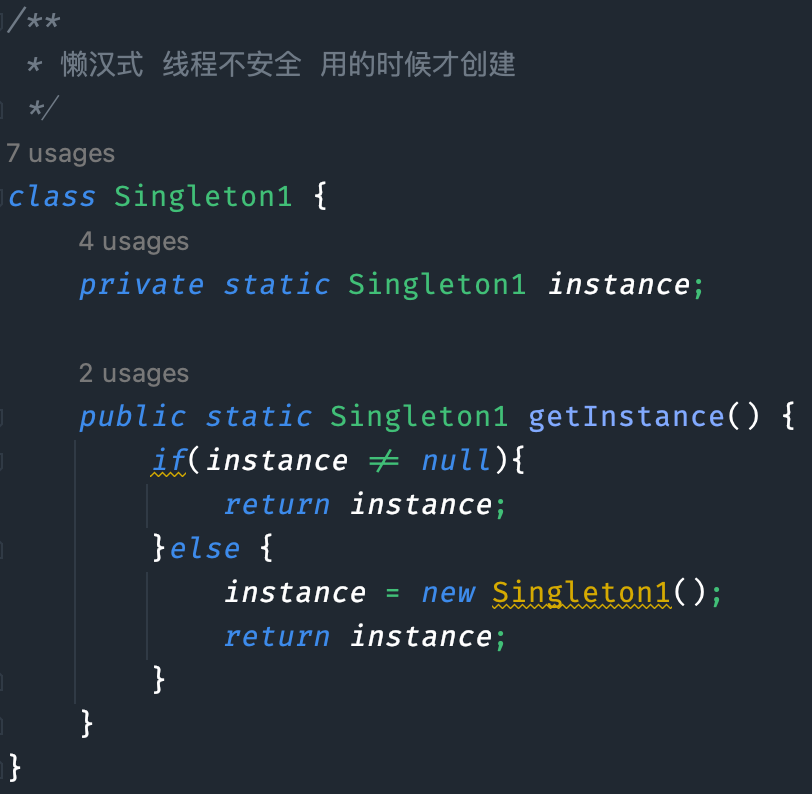 /**
 * 懒汉式 线程不安全 用的时候才创建
 */
7 usages
class Singleton1 {
    4 usages
    private static Singleton1 instance;

    2 usages
    public static Singleton1 getInstance() {
        if(instance ≠ null){
            return instance;
        }else {
            instance = new Singleton1();
            return instance;
        }
    }
}